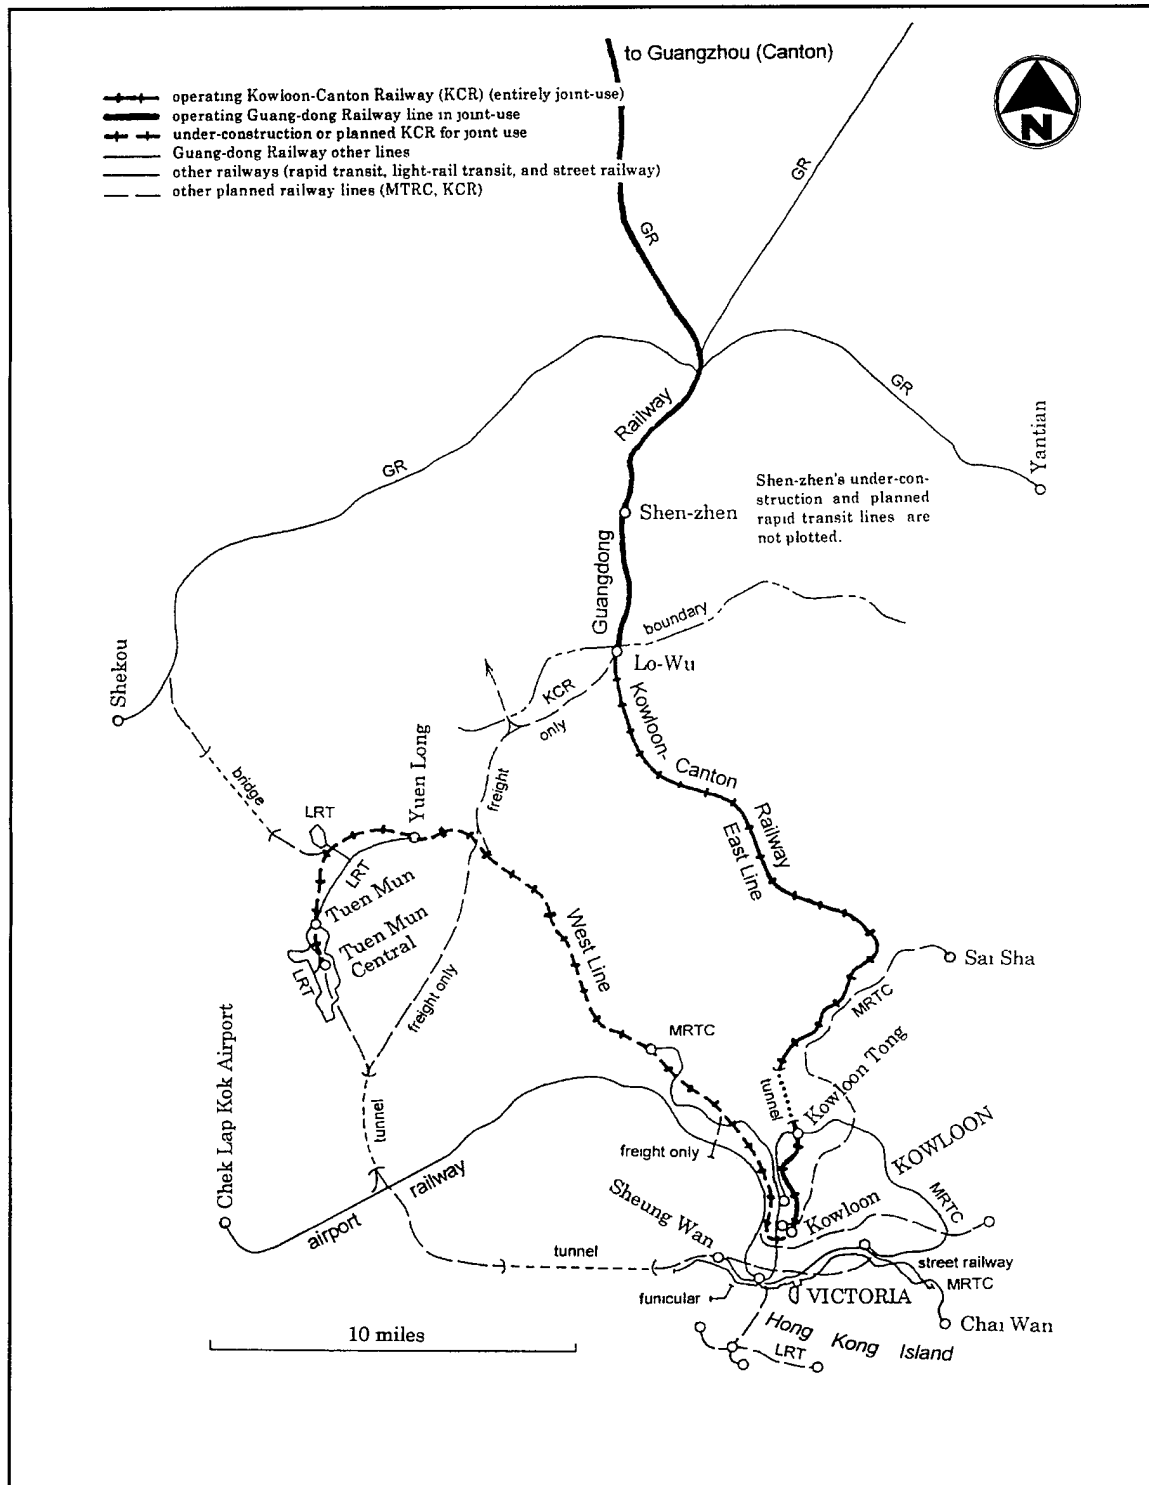 to Guangzhou (Canton)
operating Kowloon-Canton Railway (KCR) (entirely joint-use)
operating Guang-dong Railway line in joint-use
under-construction or planned KCR for joint use
Guang-dong Railway other lines
other railways (rapid transit, light-rail transit, and street railway)
other planned railway lines (MTRC, KCR)
N
GR
GR
GR
GR
Railway
Yantian
Shen-zhen's under-con-
struction and planned
rapid transit lines are
not plotted.
Shen-zhen
Guangdong
boundary
Lo-Wu
Shekou
KCR
only
Kowloon-
Canton
Railway
East Line
Yuen Long
freight
bridge
LRT
LRT
Tuen Mun
Tuen Mun
Central
LRT
West Line
freight only
Sai Sha
MRTC
MRTC
Kowloon Tong
tunnel
Chek Lap Kok Airport
tunnel
freight only
KOWLOON
railway
airport
Sheung Wan
Kowloon
MRTC
tunnel
street railway
MRTC
funicular
VICTORIA
Chai Wan
Hong Kong Island
LRT
10 miles